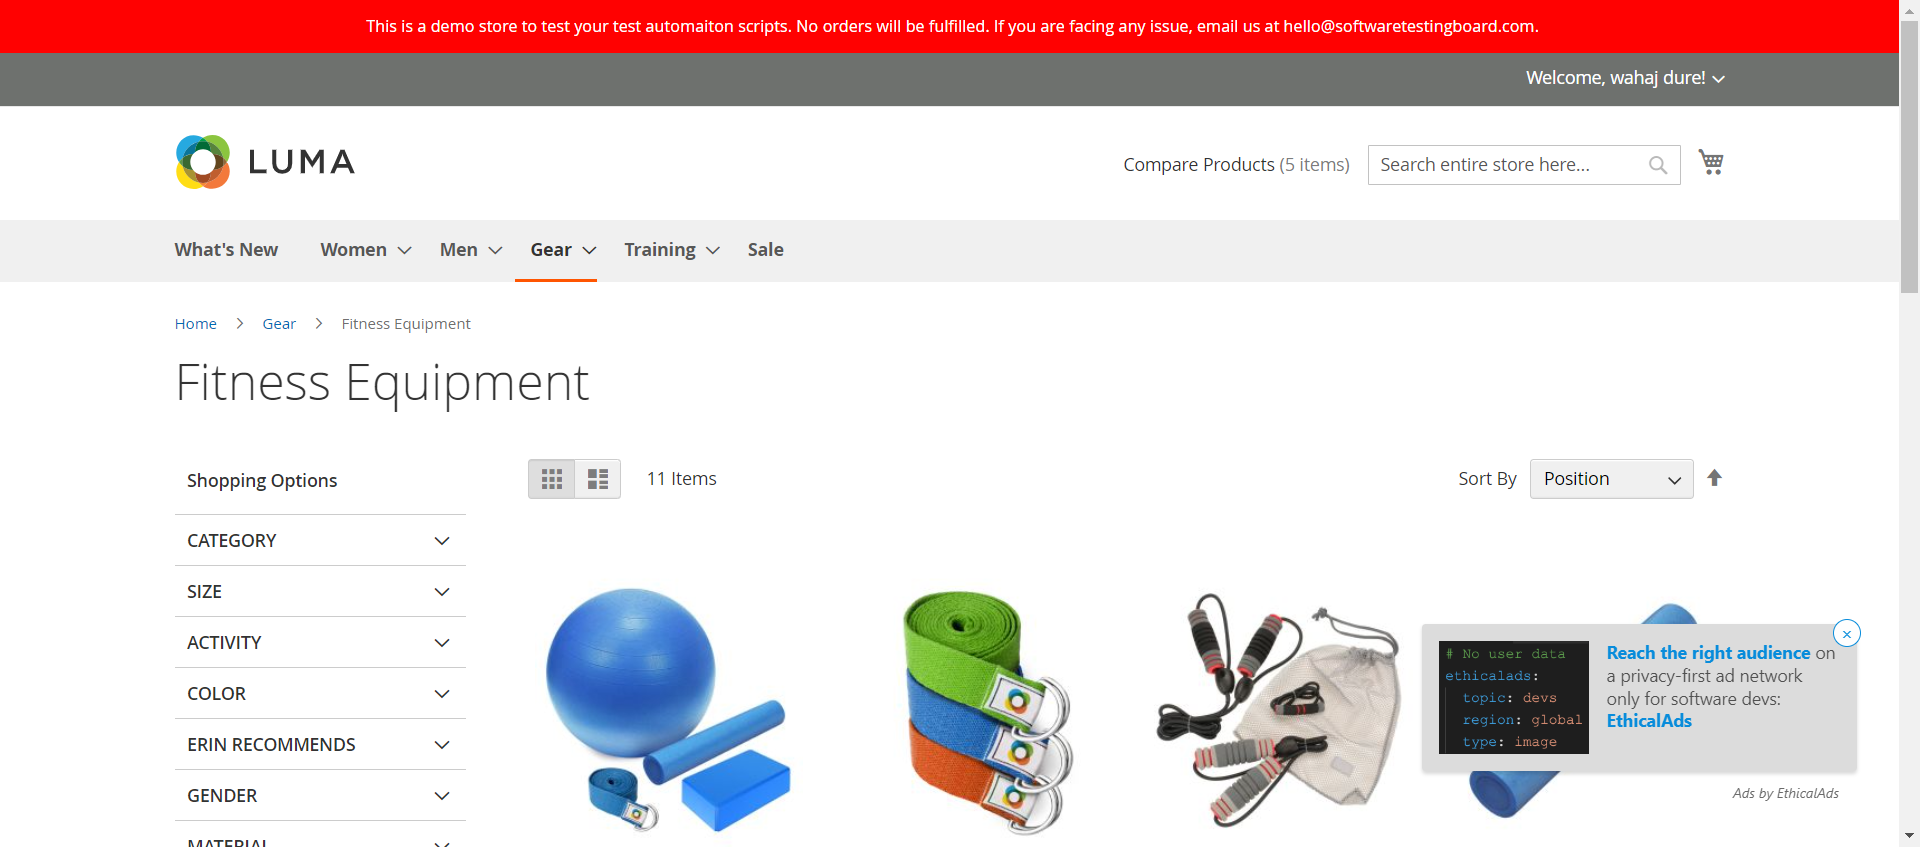 This is a demo store to test your test automaiton scripts. No orders will be fulfilled. If you are facing any issue, email us at hello@softwaretestingboard.com.
Welcome, wahaj dure!
LUMA
Compare Products (5 items)
Search entire store here...
What's New
Women
Men
Gear
Training
Sale
Home
Gear
Fitness Equipment
Fitness Equipment
Shopping Options
11 Items
Sort By
Position
CATEGORY
SIZE
ACTIVITY
COLOR
ERIN RECOMMENDS
GENDER
MATERIAL
# No user data
ethicalads:
topic: devs
region: global
type: image
Reach the right audience on
a privacy-first ad network
only for software devs:
EthicalAds
Ads by EthicalAds